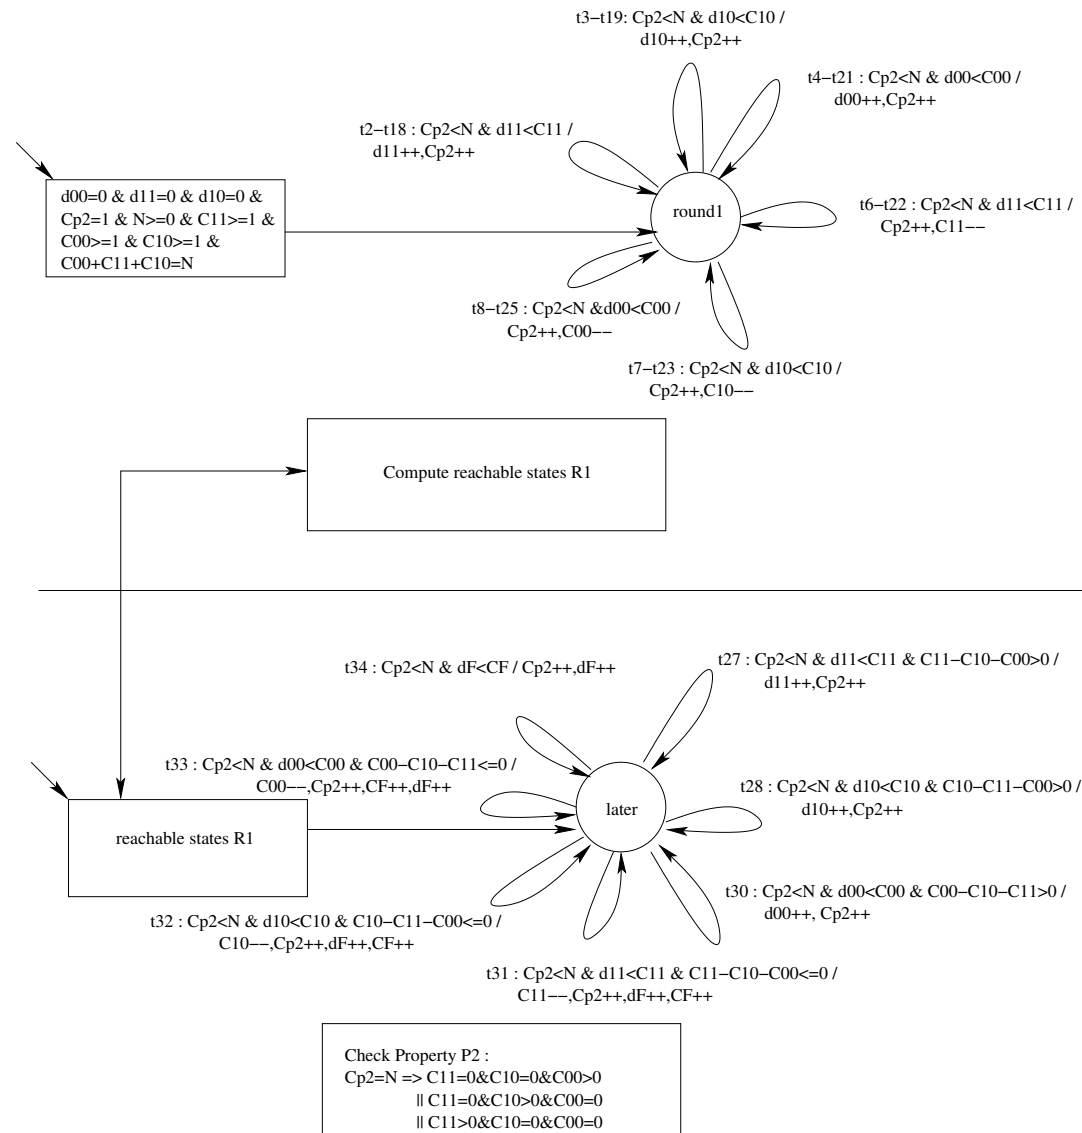 t3−t19: Cp2<N & d10<C10 /
d10++,Cp2++
t4−t21 : Cp2<N & d00<C00 /
d00++,Cp2++
t2−t18 : Cp2<N & d11<C11 /
d11++,Cp2++
d00=0 & d11=0 & d10=0 &
Cp2=1 & N>=0 & C11>=1 &
C00>=1 & C10>=1 &
C00+C11+C10=N
round1
t6−t22 : Cp2<N & d11<C11 /
Cp2++,C11−−
t8−t25 : Cp2<N &d00<C00 /
Cp2++,C00−−
t7−t23 : Cp2<N & d10<C10 /
Cp2++,C10−−
Compute reachable states R1
t34 : Cp2<N & dF<CF / Cp2++,dF++
t27 : Cp2<N & d11<C11 & C11−C10−C00>0 /
d11++,Cp2++
t33 : Cp2<N & d00<C00 & C00−C10−C11<=0 /
C00−−,Cp2++,CF++,dF++
t28 : Cp2<N & d10<C10 & C10−C11−C00>0 /
d10++,Cp2++
reachable states R1
later
t30 : Cp2<N & d00<C00 & C00−C10−C11>0 /
d00++, Cp2++
t32 : Cp2<N & d10<C10 & C10−C11−C00<=0 /
C10−−,Cp2++,dF++,CF++
t31 : Cp2<N & d11<C11 & C11−C10−C00<=0 /
C11−−,Cp2++,dF++,CF++
Check Property P2 :
Cp2=N => C11=0&C10=0&C00>0
|| C11=0&C10>0&C00=0
|| C11>0&C10=0&C00=0